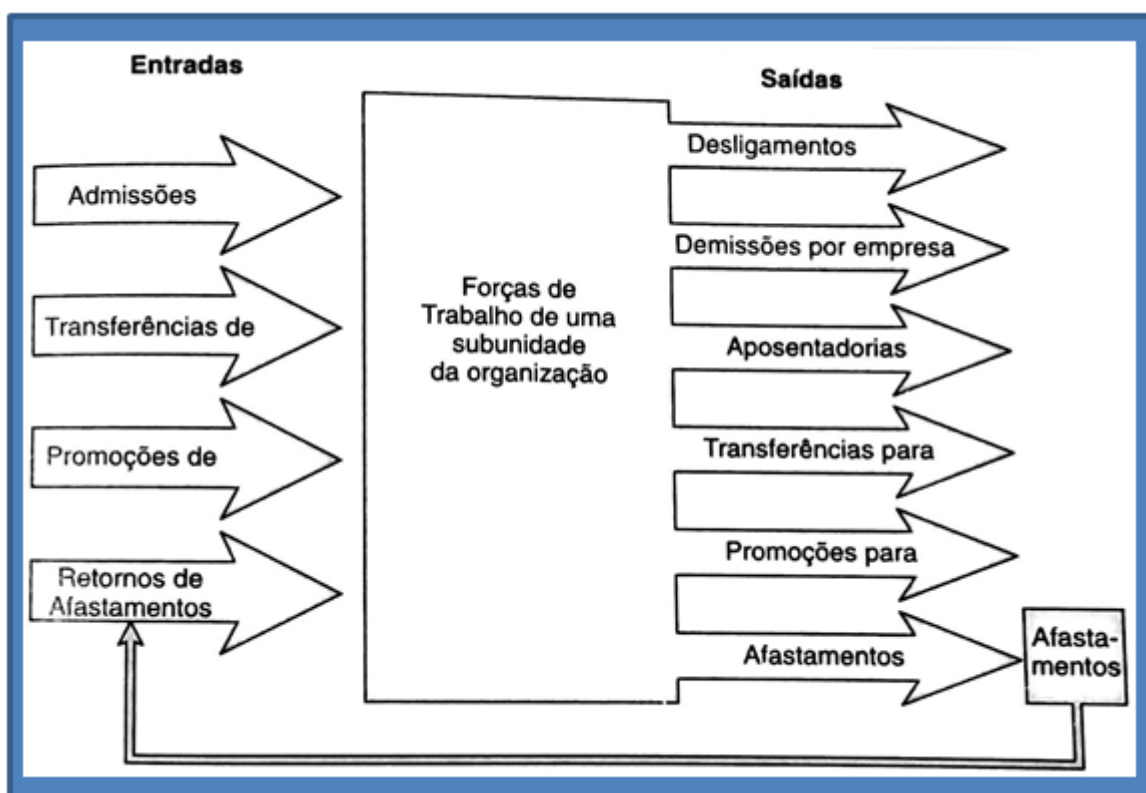 Entradas
Admissões
Transferências de
Promoções de
Retornos de
Afastamentos
Forças de
Trabalho de uma
subunidade
da organização
Saídas
Desligamentos
Demissões por empresa
Aposentadorias
Transferências para
Promoções para
Afastamentos
Afasta-
mentos